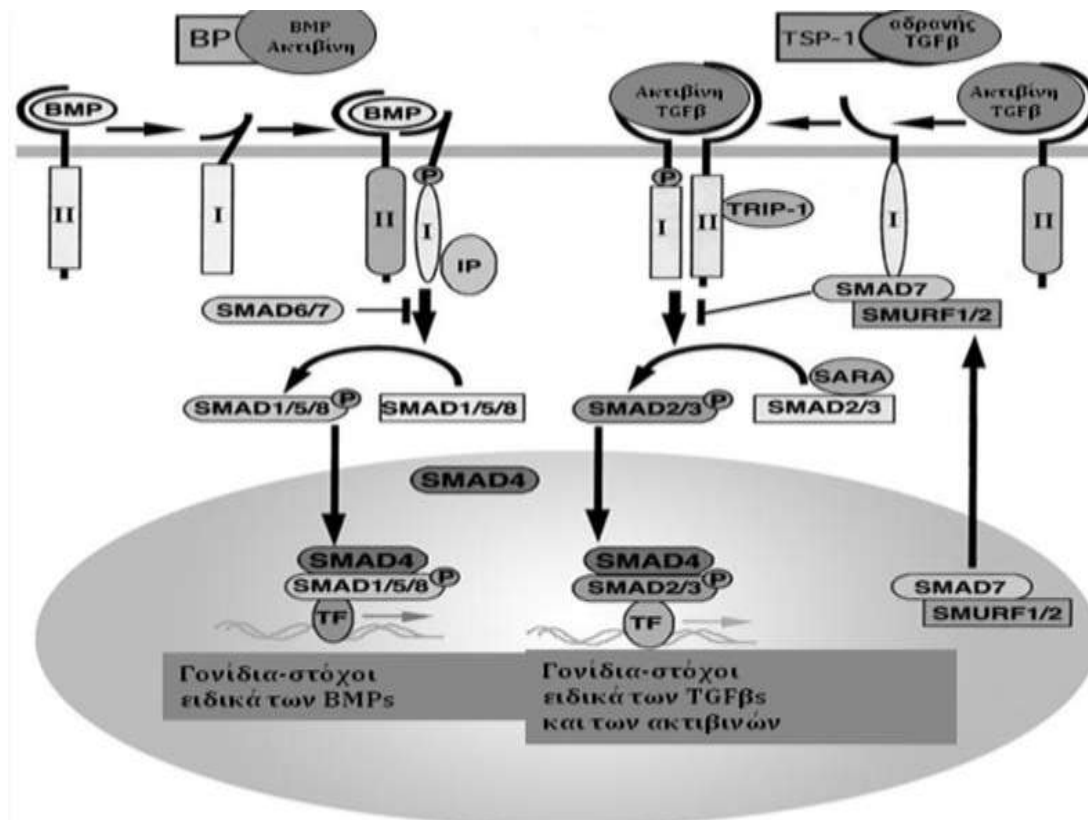 BP
BMP
Ακτιβίνη
TSP-1
αδρανής
TGFβ
BMP
BMP
Ακτιβίνη
TGFβ
Ακτιβίνη
TGFβ
II
I
II
P
I
IP
P
I
II
TRIP-1
I
II
SMAD6/7
SMAD7
SMURF1/2
SMAD1/5/8
P
SMAD1/5/8
SMAD2/3
P
SARA
SMAD2/3
SMAD4
SMAD4
SMAD1/5/8
P
TF
SMAD4
SMAD2/3
P
TF
SMAD7
SMURF1/2
Γονίδια-στόχοι
ειδικά των BMPs
Γονίδια-στόχοι
ειδικά των TGFβs
και των ακτιβινών